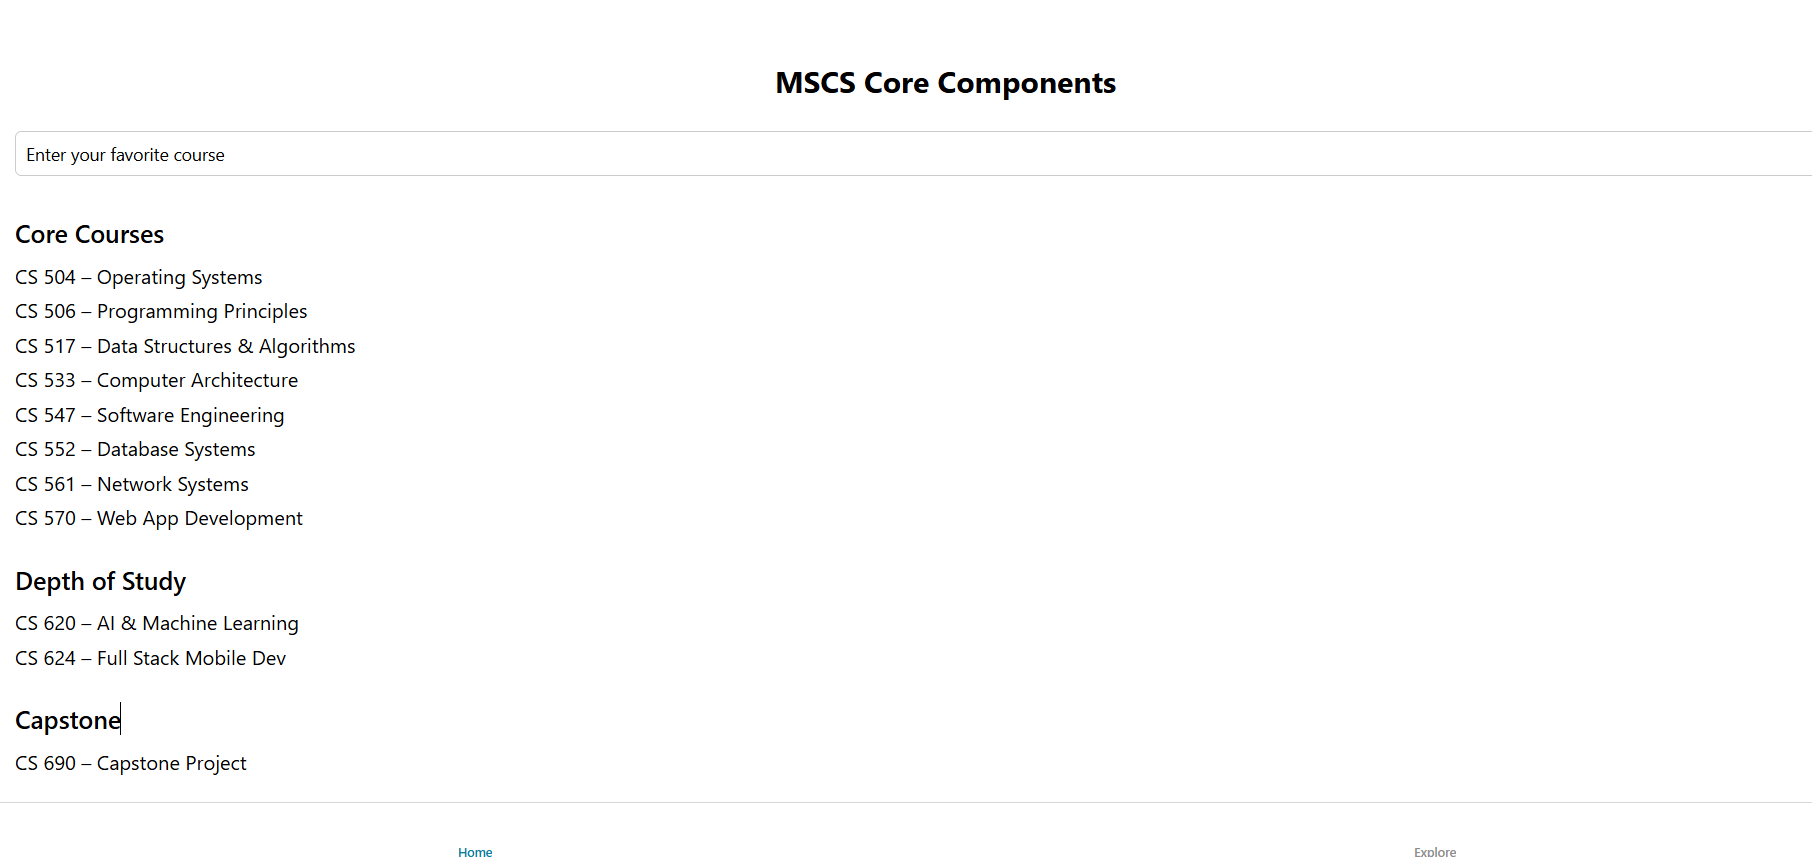 MSCS Core Components
Enter your favorite course
Core Courses
CS 504 – Operating Systems
CS 506 – Programming Principles
CS 517 – Data Structures & Algorithms
CS 533 – Computer Architecture
CS 547 – Software Engineering
CS 552 – Database Systems
CS 561 – Network Systems
CS 570 – Web App Development
Depth of Study
CS 620 – AI & Machine Learning
CS 624 – Full Stack Mobile Dev
Capstone
CS 690 – Capstone Project
Home Explore